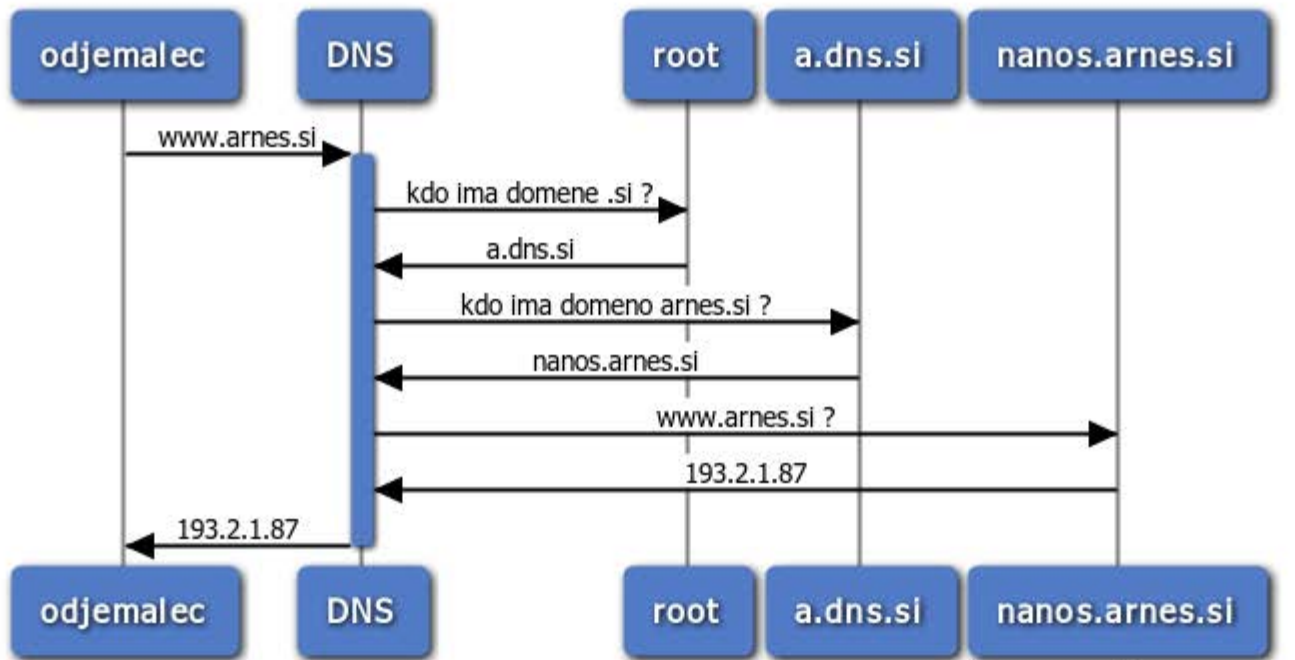 odjemalec DNS root a.dns.si nanos.arnes.si
www.arnes.si
kdo ima domene .si ?
a.dns.si
kdo ima domeno arnes.si ?
nanos.arnes.si
www.arnes.si ?
193.2.1.87
193.2.1.87
odjemalec DNS root a.dns.si nanos.arnes.si